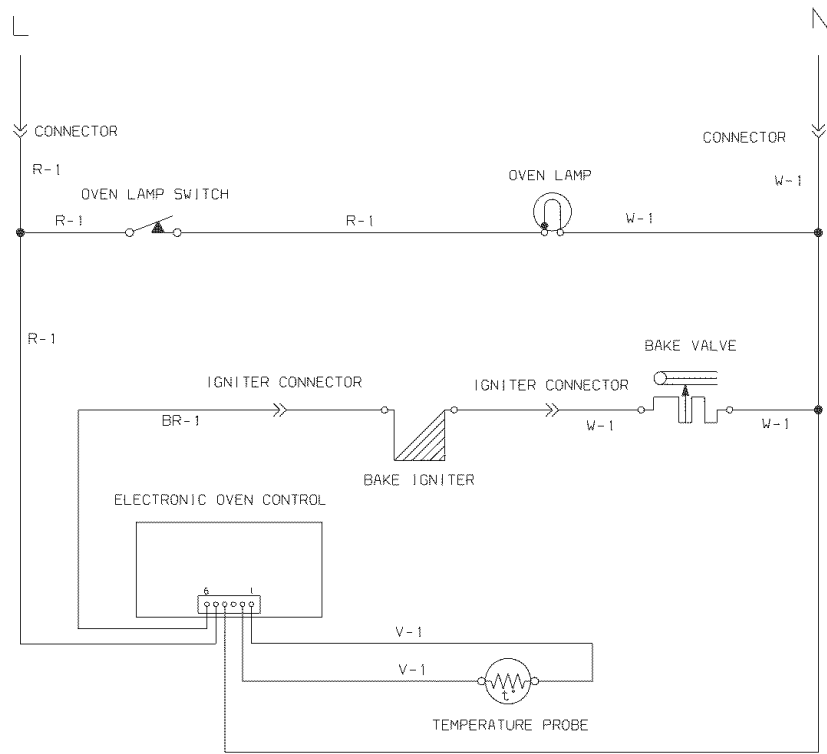 L N
CONNECTOR
CONNECTOR
R-1
W-1
OVEN LAMP SWITCH
OVEN LAMP
R-1
R-1
W-1
R-1
BAKE VALVE
IGNITER CONNECTOR
IGNITER CONNECTOR
BR-1
W-1
W-1
BAKE IGNITER
ELECTRONIC OVEN CONTROL
6 1
V-1
V-1
t°
TEMPERATURE PROBE